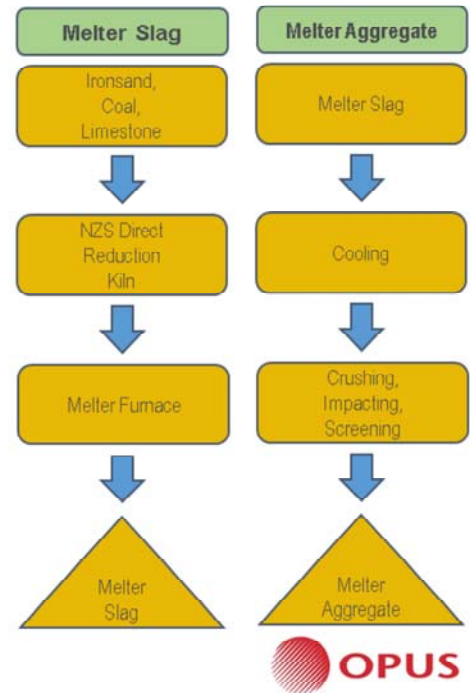 Melter Slag
Ironsand,
Coal,
Limestone
NZS Direct
Reduction
Kiln
Melter Furnace
Melter
Slag
Melter Aggregate
Melter Slag
Cooling
Crushing,
Impacting,
Screening
Melter
Aggregate
OPUS